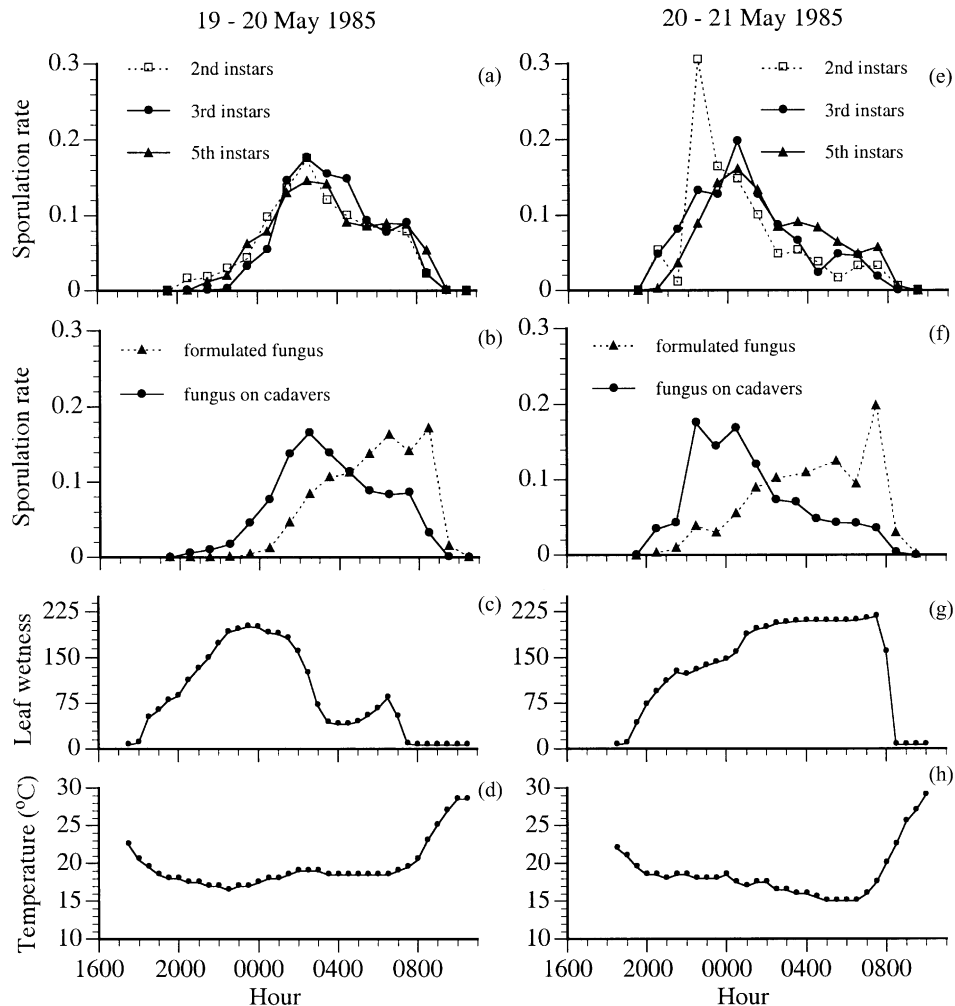 19 - 20 May 1985
20 - 21 May 1985
Sporulation rate
0.3
0.2
0.1
0
2nd instars
3rd instars
5th instars
(a)
0.3
0.2
0.1
0
2nd instars
3rd instars
5th instars
(e)
Sporulation rate
0.3
0.2
0.1
0
formulated fungus
fungus on cadavers
(b)
0.3
0.2
0.1
0
formulated fungus
fungus on cadavers
(f)
Leaf wetness
225
150
75
0
(c)
225
150
75
0
(g)
Temperature (°C)
30
25
20
15
10
(d)
30
25
20
15
10
(h)
1600 2000 0000 0400 0800
Hour
1600 2000 0000 0400 0800
Hour